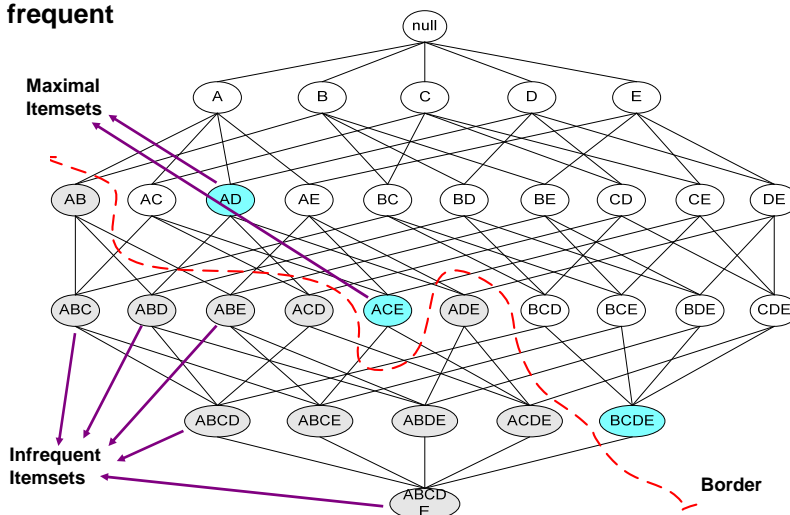 frequent
null
Maximal
Itemsets
A B C D E
AB AC AD AE BC BD BE CD CE DE
ABC ABD ABE ACD ACE ADE BCD BCE BDE CDE
ABCD ABCE ABDE ACDE BCDE
Infrequent
Itemsets
Border
ABCD
E